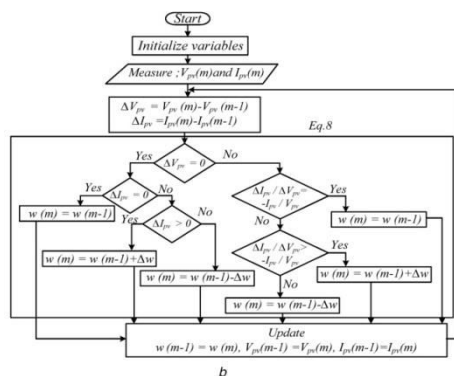 Start
Initialize variables
Measure ;Vpv(m)and Ipv(m)
ΔVpv = Vpv (m)-Vpv (m-1)
ΔIpv =Ipv(m)-Ipv(m-1)
Eq.8
Yes
ΔVpv = 0
No
Yes
ΔIpv = 0
No
ΔIpv / ΔVpv=
-Ipv / Vpv
Yes
w (m) = w (m-1)
Yes
ΔIpv > 0
No
No
w (m) = w (m-1)
ΔIpv / ΔVpv>
-Ipv / Vpv
Yes
w (m) = w (m-1)+Δw
w (m) = w (m-1)-Δw
No
w (m) = w (m-1)+Δw
w (m) = w (m-1)-Δw
Update
w (m-1) = w (m), Vpv(m-1) =Vpv(m), Ipv(m-1)=Ipv(m)
b